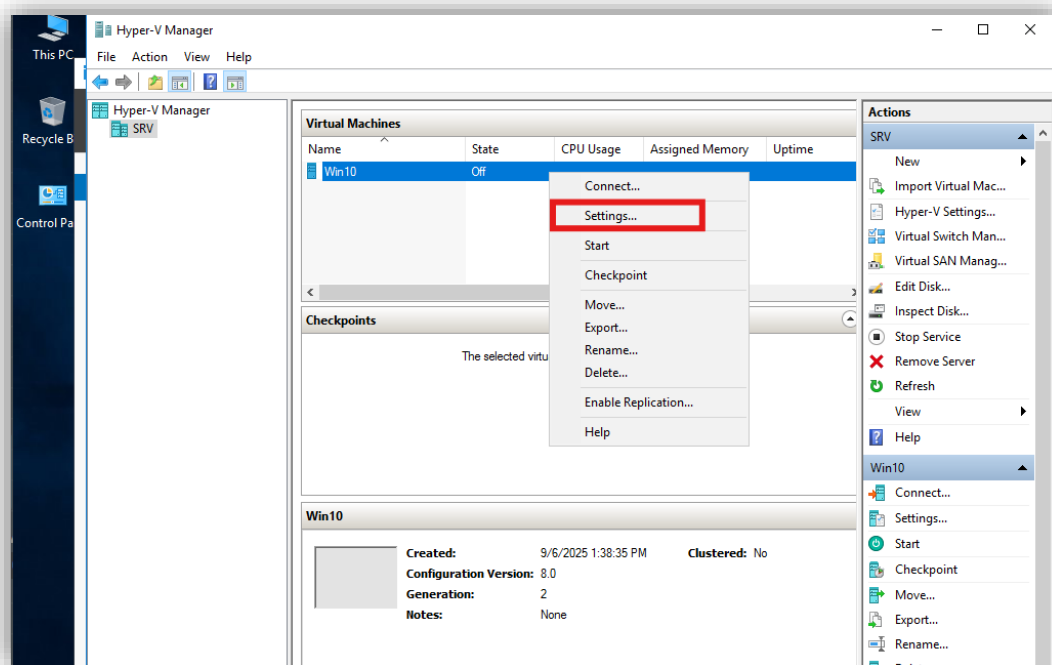 This PC
Recycle B
Control Pa
Hyper-V Manager
File Action View Help
Hyper-V Manager
SRV
Virtual Machines
Name State CPU Usage Assigned Memory Uptime
Win10 Off
Connect...
Settings...
Start
Checkpoint
Move...
Export...
Rename...
Delete...
Enable Replication...
Help
Checkpoints
The selected virtu
Win10
Created: 9/6/2025 1:38:35 PM Clustered: No
Configuration Version: 8.0
Generation: 2
Notes: None
Actions
SRV
New
Import Virtual Mac...
Hyper-V Settings...
Virtual Switch Man...
Virtual SAN Manag...
Edit Disk...
Inspect Disk...
Stop Service
Remove Server
Refresh
View
Help
Win10
Connect...
Settings...
Start
Checkpoint
Move...
Export...
Rename...